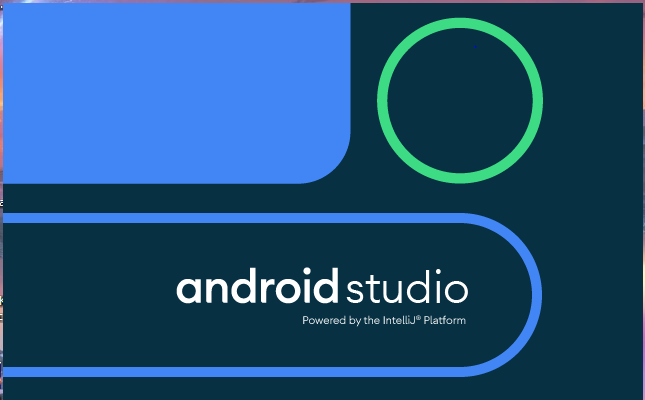 android studio
Powered by the IntelliJ® Platform